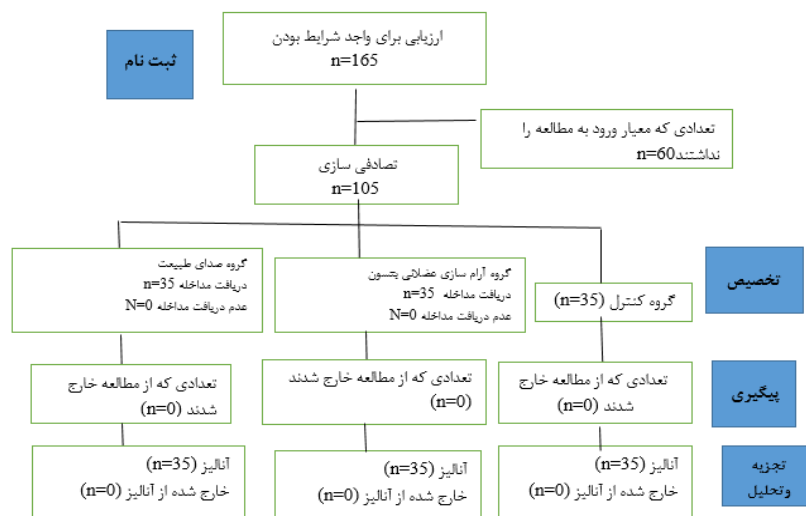 ارزیابی برای واجد شرایط بودن
n=165
ثبت نام
تعدادی که معیار ورود به مطالعه را
نداشتند n=60
تصادفی سازی
n=105
تخصیص
گروه کنترل (n=35)
گروه آرام سازی عضلانی بنسون
دریافت مداخله n=35
عدم دریافت مداخله N=0
گروه صدای طبیعت
دریافت مداخله n=35
عدم دریافت مداخله N=0
پیگیری
تعدادی که از مطالعه خارج
شدند (n=0)
تعدادی که از مطالعه خارج شدند
(n=0)
تعدادی که از مطالعه خارج
شدند (n=0)
تجزیه
وتحلیل
آنالیز (n=35)
خارج شده از آنالیز (n=0)
آنالیز (n=35)
خارج شده از آنالیز (n=0)
آنالیز (n=35)
خارج شده از آنالیز (n=0)